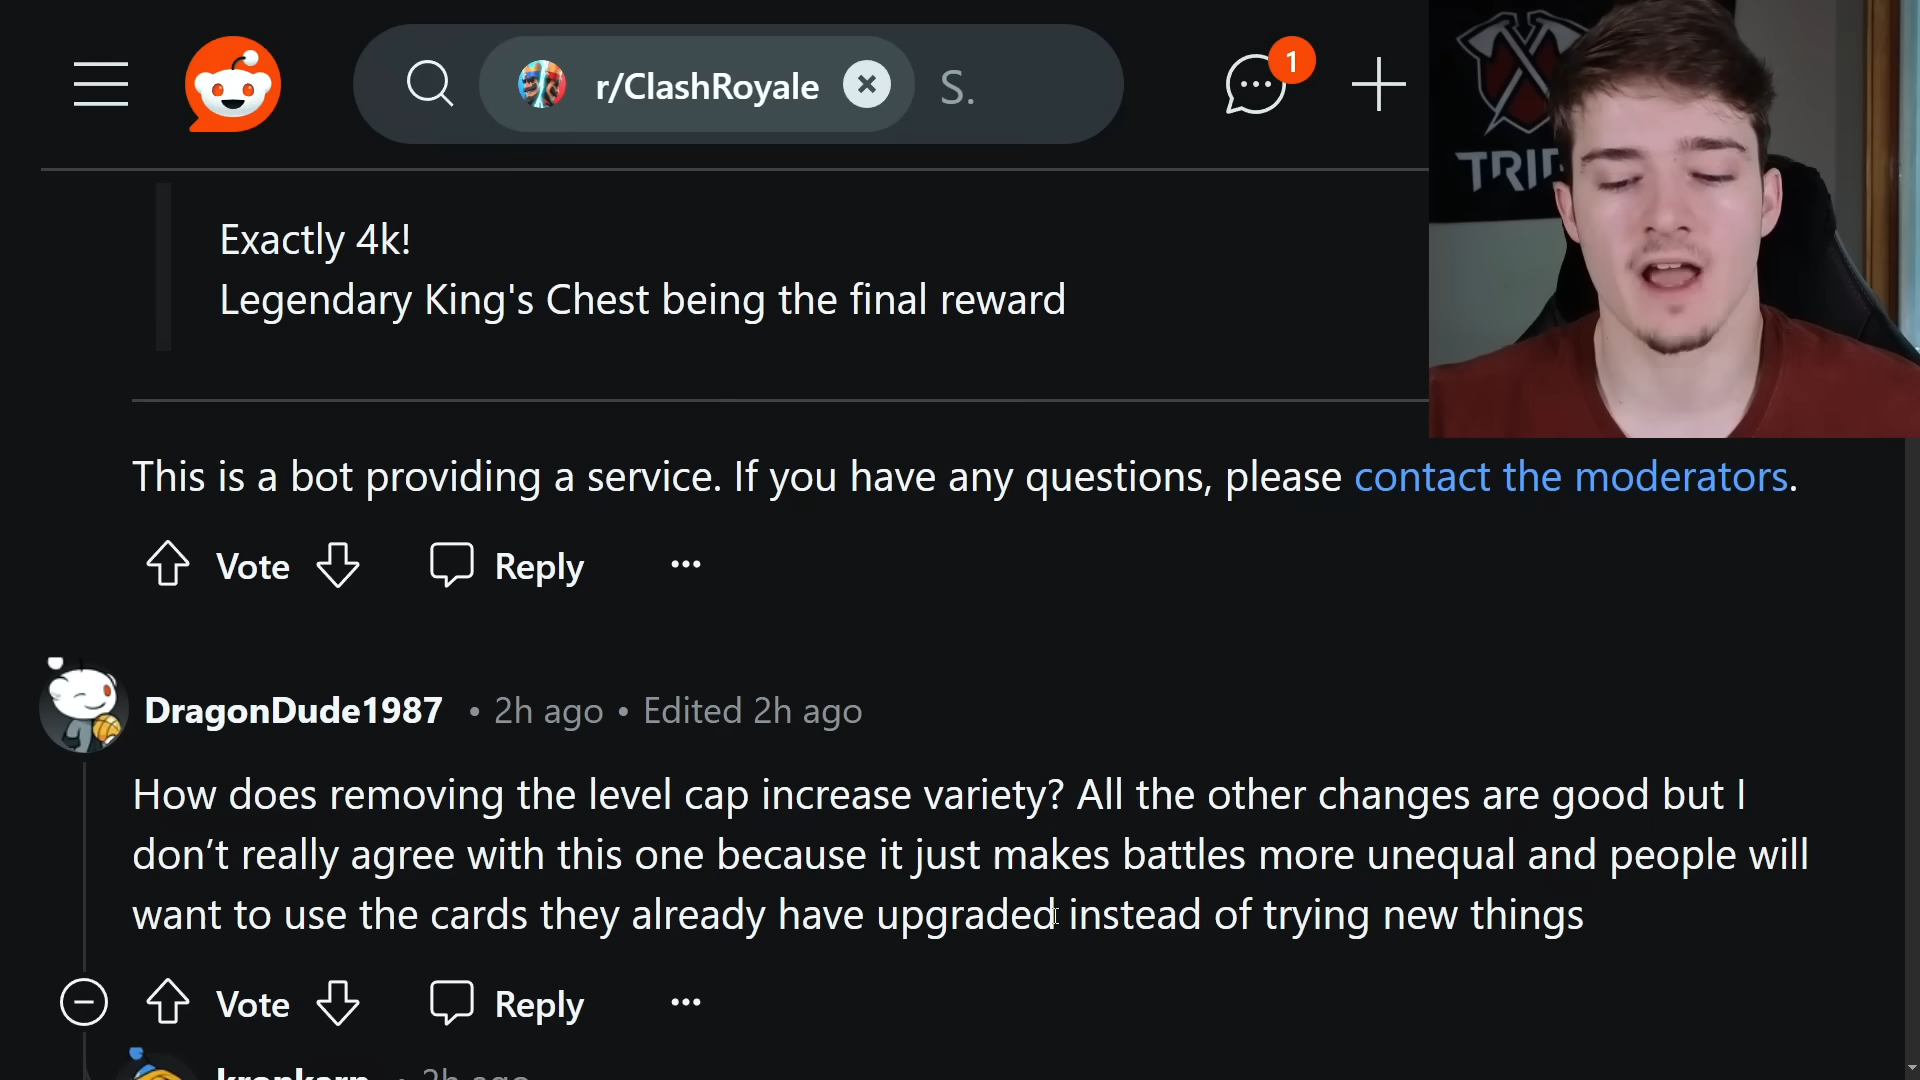 r/ClashRoyale
S.
1
TRI
Exactly 4k!
Legendary King's Chest being the final reward
This is a bot providing a service. If you have any questions, please contact the moderators.
Vote
Reply
DragonDude1987 • 2h ago • Edited 2h ago
How does removing the level cap increase variety? All the other changes are good but I
don’t really agree with this one because it just makes battles more unequal and people will
want to use the cards they already have upgraded instead of trying new things
Vote
Reply
• 2h ago